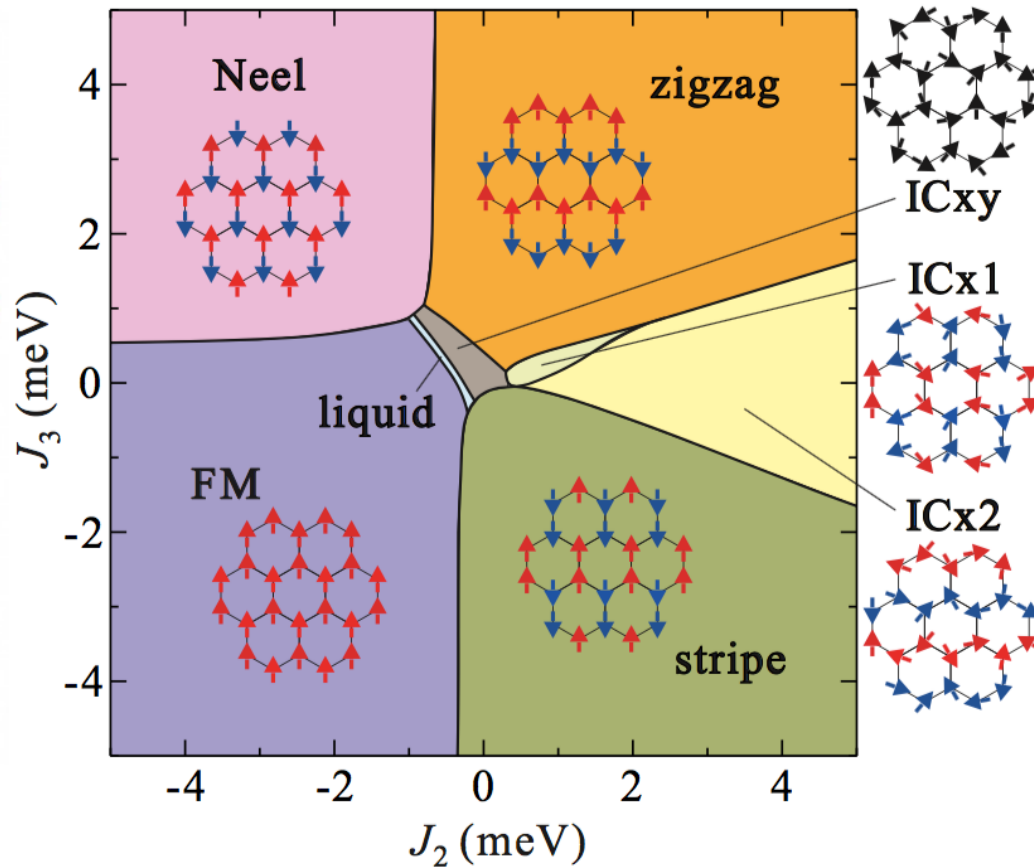 Neel
zigzag
ICxy
ICx1
liquid
FM
ICx2
stripe
4
2
0
-2
-4
J3 (meV)
-4
-2
0
2
4
J2 (meV)